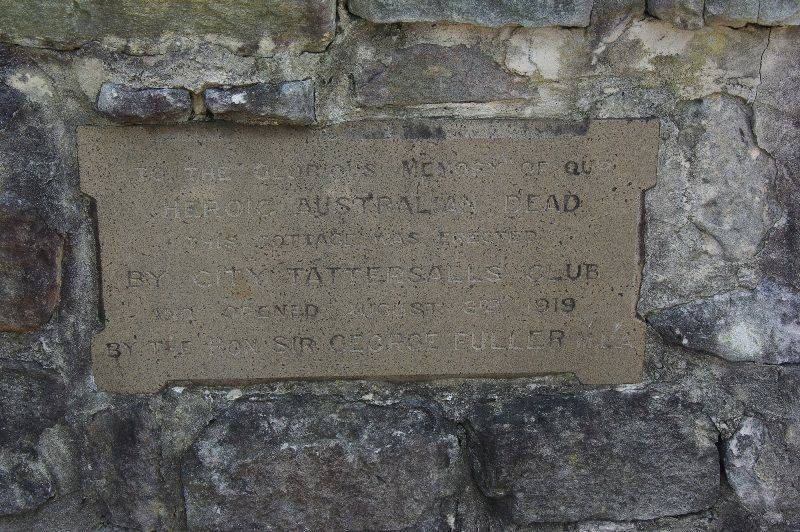 TO THE GLORIOUS MEMORY OF OUR
HEROIC AUSTRALIAN DEAD
THIS COTTAGE WAS ERECTED
BY CITY TATTERSALLS CLUB
AND OPENED AUGUST 1919
BY THE HON SIR GEORGE FULLER MLA